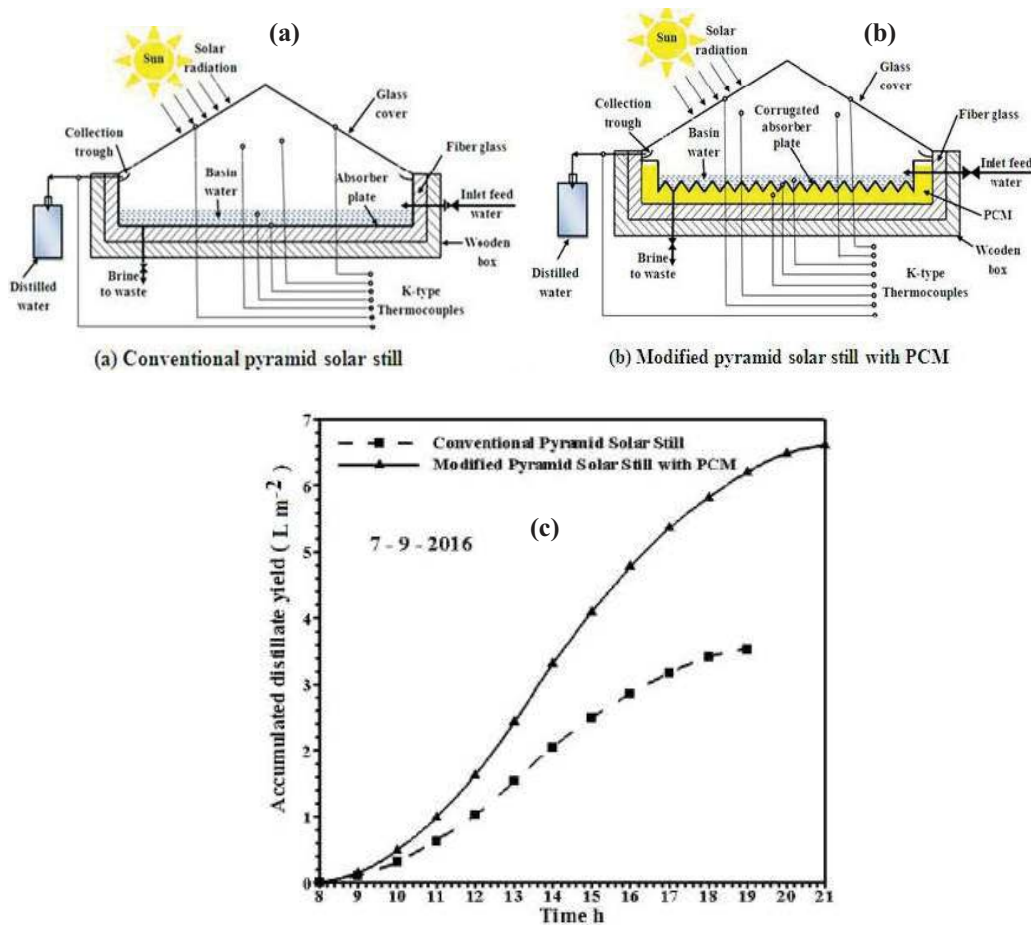 (a)
Sun
Solar
radiation
Glass
cover
Collection
trough
Fiber glass
Basin
water
Absorber
plate
Inlet feed
water
Wooden
box
Distilled
water
Brine
to waste
K-type
Thermocouples
(a) Conventional pyramid solar still
(b)
Sun
Solar
radiation
Glass
cover
Collection
trough
Corrugated
absorber
plate
Basin
water
Fiber glass
Inlet feed
water
PCM
Wooden
box
Distilled
water
Brine
to waste
K-type
Thermocouples
(b) Modified pyramid solar still with PCM
Accumulated distillate yield ( L m⁻²)
7
6
5
4
3
2
1
0
Conventional Pyramid Solar Still
Modified Pyramid Solar Still with PCM
(c)
7 - 9 - 2016
8 9 10 11 12 13 14 15 16 17 18 19 20 21
Time h